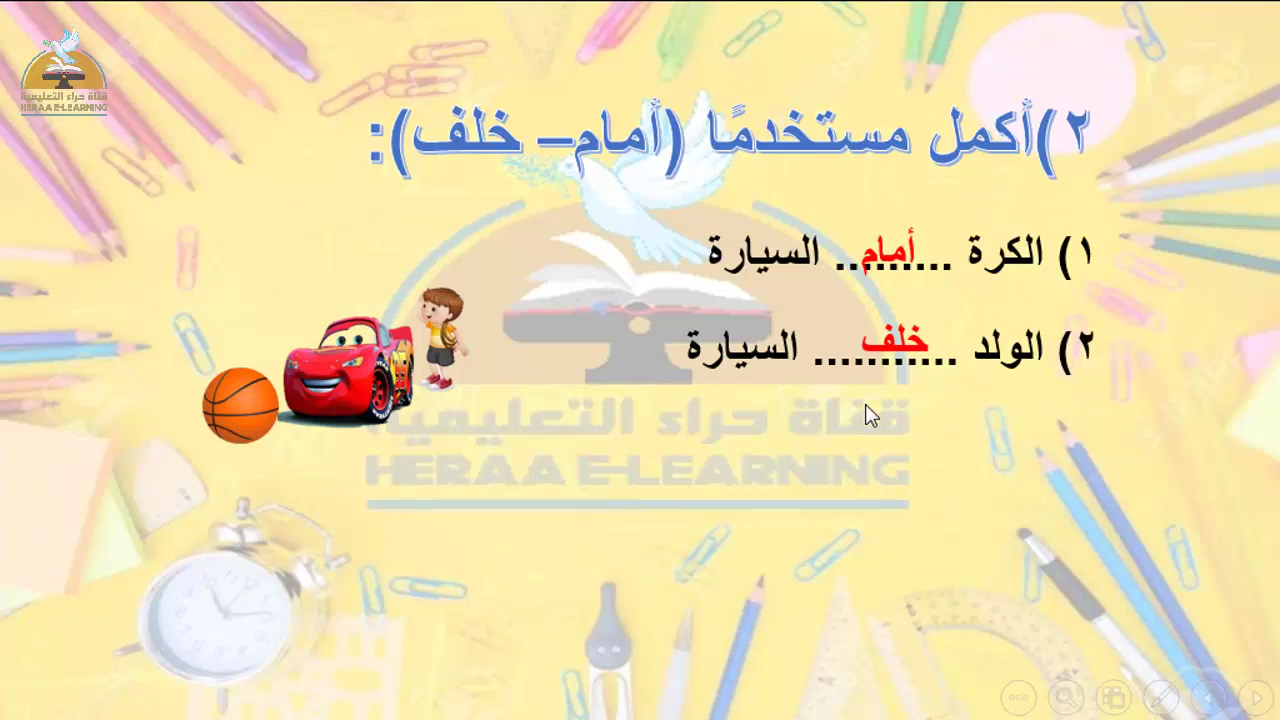 قناة حراء التعليمية
HERAA E-LEARNING
٢)أكمل مستخدمًا (أمام– خلف):
١) الكرة ...أمام.. السيارة
٢) الولد ...خلف... السيارة
قناة حراء التعليمية
HERAA E-LEARNING